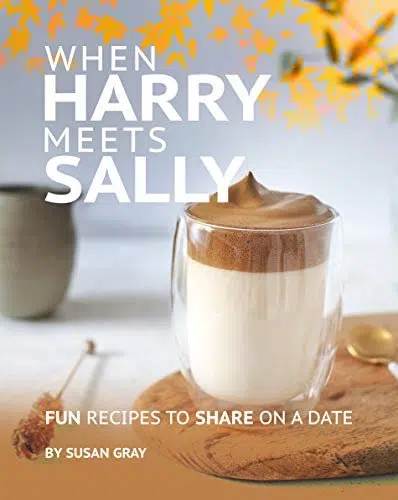 WHEN
HARRY
MEETS
SALLY
FUN RECIPES TO SHARE ON A DATE
BY SUSAN GRAY